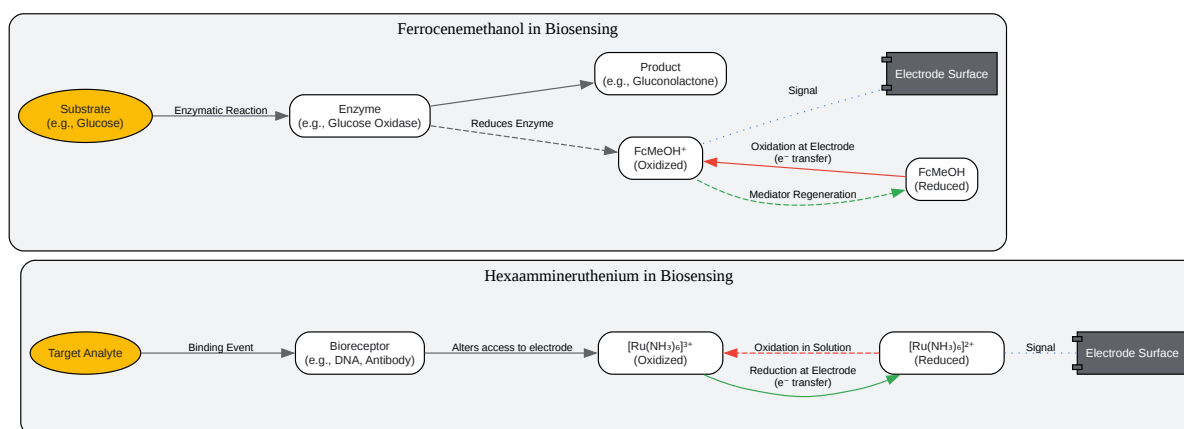 Ferrocenemethanol in Biosensing
Product
(e.g., Gluconolactone)
Electrode Surface
Signal
Substrate
(e.g., Glucose)
Enzymatic Reaction
Enzyme
(e.g., Glucose Oxidase)
Reduces Enzyme
FcMeOH⁺
(Oxidized)
Oxidation at Electrode
(e⁻ transfer)
FcMeOH
(Reduced)
Mediator Regeneration
Hexaammineruthenium in Biosensing
Target Analyte
Binding Event
Bioreceptor
(e.g., DNA, Antibody)
Alters access to electrode
[Ru(NH₃)₆]³⁺
(Oxidized)
Oxidation in Solution
Reduction at Electrode
(e⁻ transfer)
[Ru(NH₃)₆]²⁺
(Reduced)
Signal
Electrode Surface